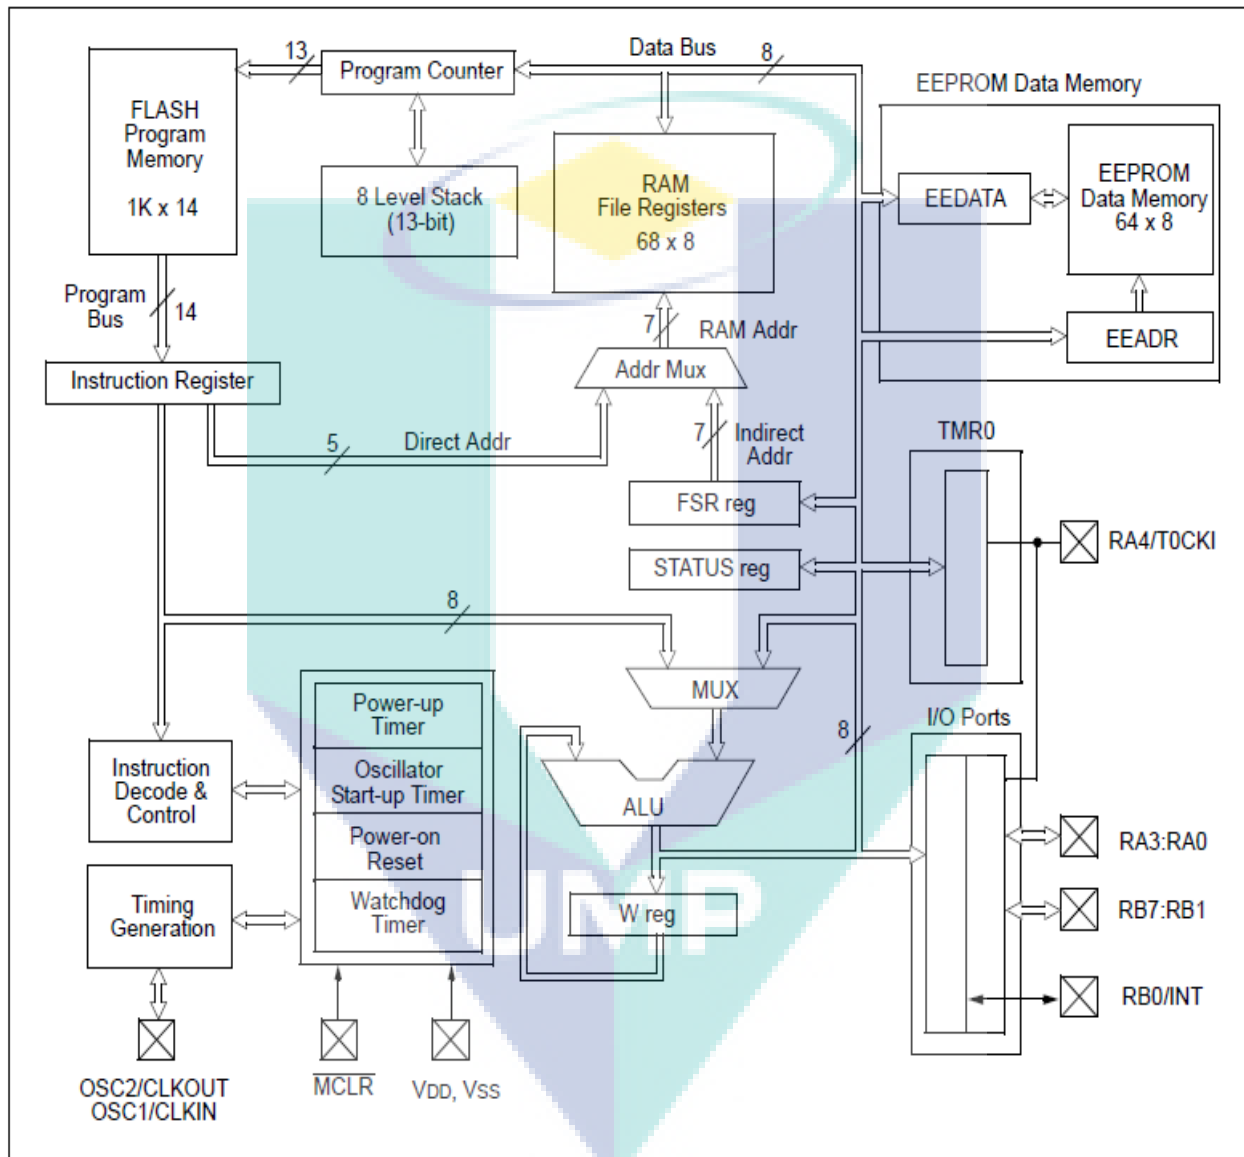 13
Program Counter
Data Bus
8
EEPROM Data Memory
FLASH
Program
Memory
1K x 14
8 Level Stack
(13-bit)
RAM
File Registers
68 x 8
EEDATA
EEPROM
Data Memory
64 x 8
EEADR
Program
Bus
14
7
RAM Addr
Addr Mux
Instruction Register
5
Direct Addr
7
Indirect
Addr
TMR0
FSR reg
STATUS reg
RA4/T0CKI
8
MUX
Power-up
Timer
I/O Ports
8
Instruction
Decode &
Control
Oscillator
Start-up Timer
ALU
Power-on
Reset
RA3:RA0
Timing
Generation
Watchdog
Timer
W reg
RB7:RB1
UMP
RB0/INT
OSC2/CLKOUT
OSC1/CLKIN
MCLR
VDD, VSS